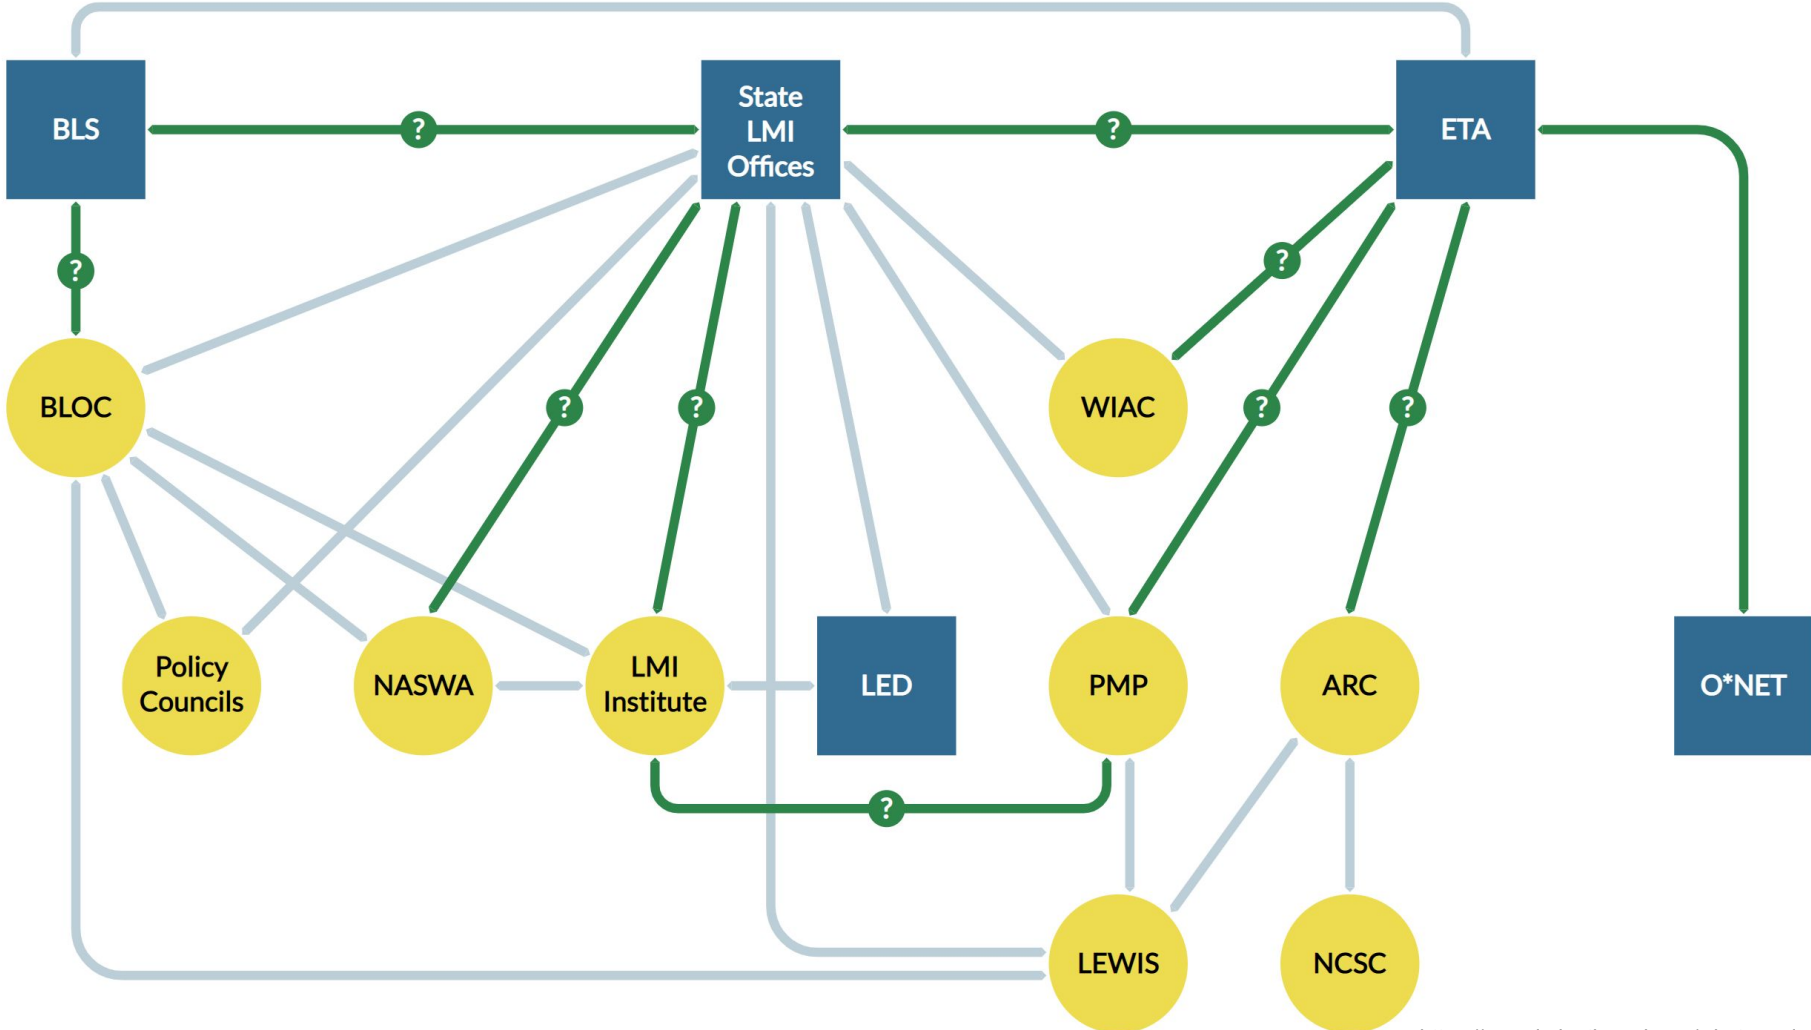 BLS
State
LMI
Offices
ETA
?
?
?
?
BLOC
?
?
WIAC
?
?
Policy
Councils
NASWA
LMI
Institute
LED
PMP
ARC
O*NET
?
LEWIS
NCSC